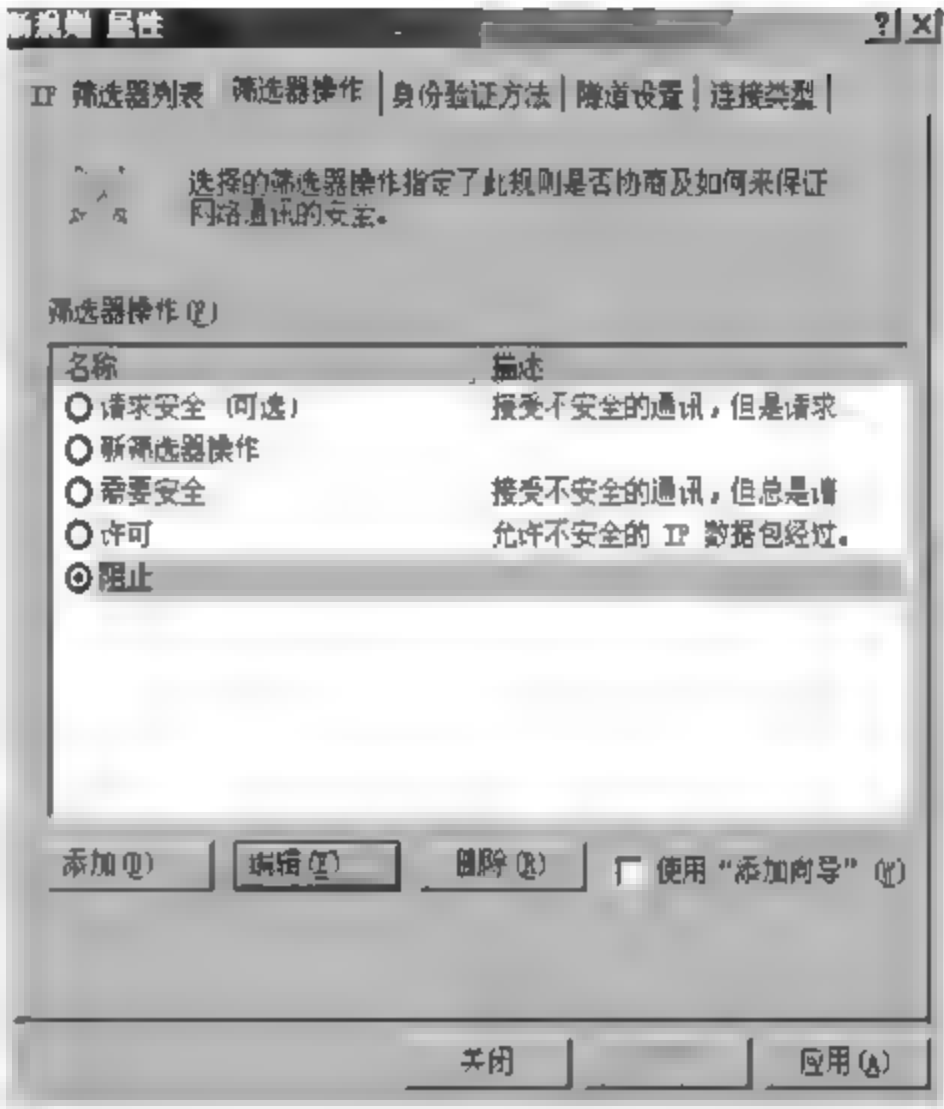 新规则 属性
IP 筛选器列表 筛选器操作 身份验证方法 隧道设置 连接类型
选择的筛选器操作指定了此规则是否协商及如何来保证
网络通讯的安全。
筛选器操作(P)
名称 描述
请求安全 (可选) 接受不安全的通讯,但是请求
新筛选器操作
需要安全 接受不安全的通讯,但总是请
许可 允许不安全的 IP 数据包经过。
阻止
添加(D) 编辑(E) 删除(R) 使用“添加向导”(W)
关闭 应用(A)